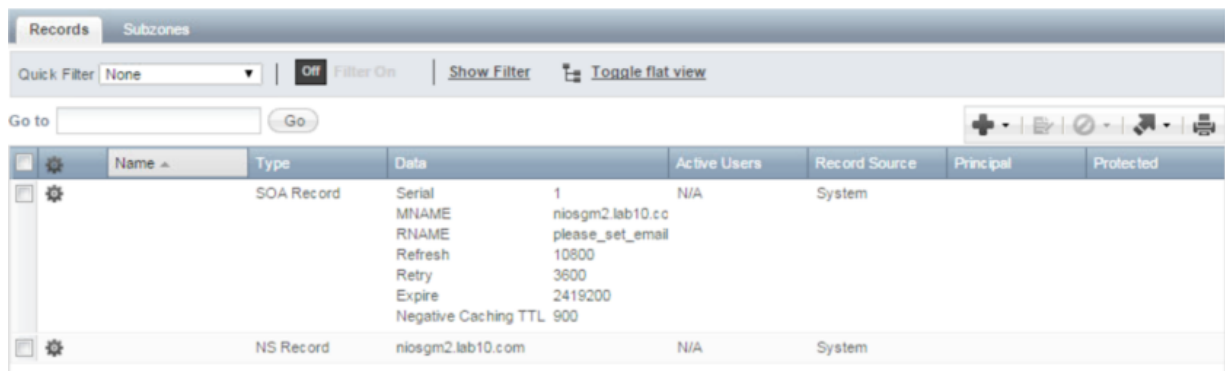 Records Subzones
Quick Filter None Off Filter On Show Filter Toggle flat view
Go to Go
Name Type Data Active Users Record Source Principal Protected
SOA Record Serial 1 N/A System
MNAME niosgm2.lab10.cc
RNAME please_set_email
Refresh 10800
Retry 3600
Expire 2419200
Negative Caching TTL 900
NS Record niosgm2.lab10.com N/A System